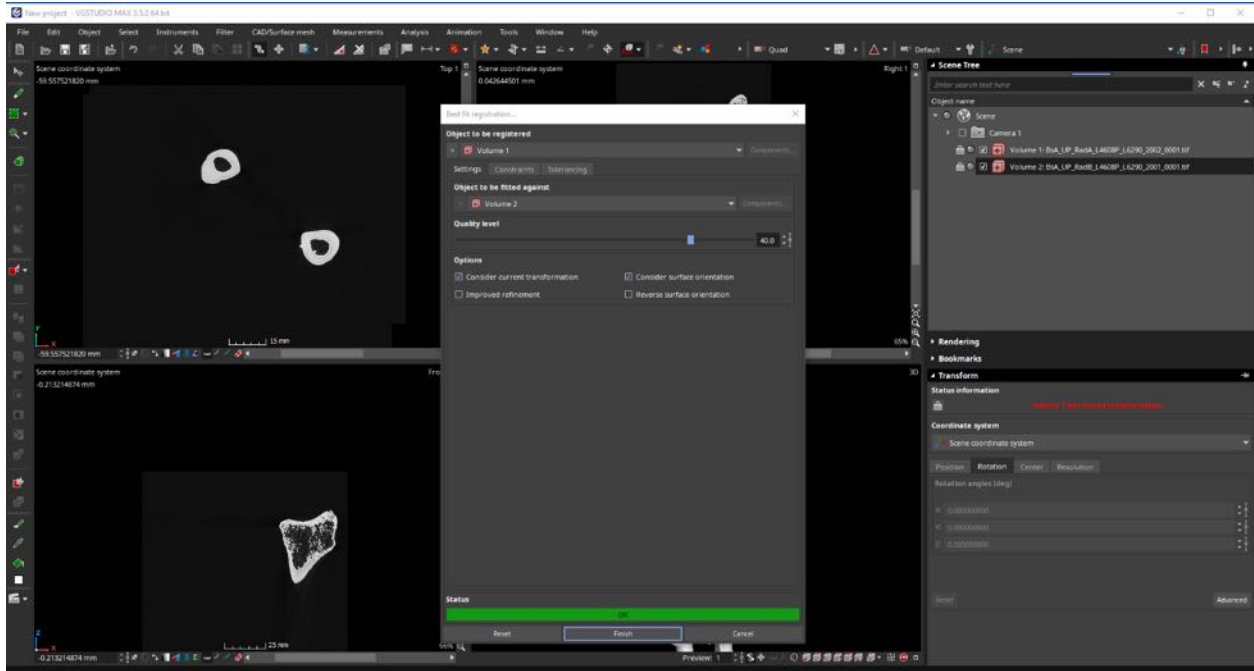 New project - VGSTUDIO MAX 3.5.0 64 bit
File Edit Object Select Instruments Filter CAD/Surface mesh Measurements Analysis Animation Tools Window Help
Quad Default Scene
Scene coordinate system Top 1
-59.557521820 mm
Scene coordinate system Right 1
0.042644501 mm
Scene Tree
Enter search text here
Object name
Scene
Camera 1
Volume 1: BsA_UP_RadA_L4608P_L6290_2002_0001.tif
Volume 2: BsA_UP_RadB_L4608P_L6290_2001_0001.tif
Best fit registration...
Object to be registered
Volume 1 Components...
Settings Constraints Tolerancing
Object to be fitted against
Volume 2 Components...
Quality level
40.0
Options
Consider current transformation Consider surface orientation
Improved refinement Reverse surface orientation
Status
OK
Reset Finish Cancel
y
x
15 mm
-59.557521820 mm
65%
Scene coordinate system Fro
-0.213214874 mm
3D
z
x
25 mm
-0.213214874 mm 66%
Preview: 1
Rendering
Bookmarks
Transform
Status information
Coordinate system
Scene coordinate system
Position Rotation Center Resolution
Rotation angles [deg]
X: 0.000000000
Y: 0.000000000
Z: 0.000000000
Reset Advanced